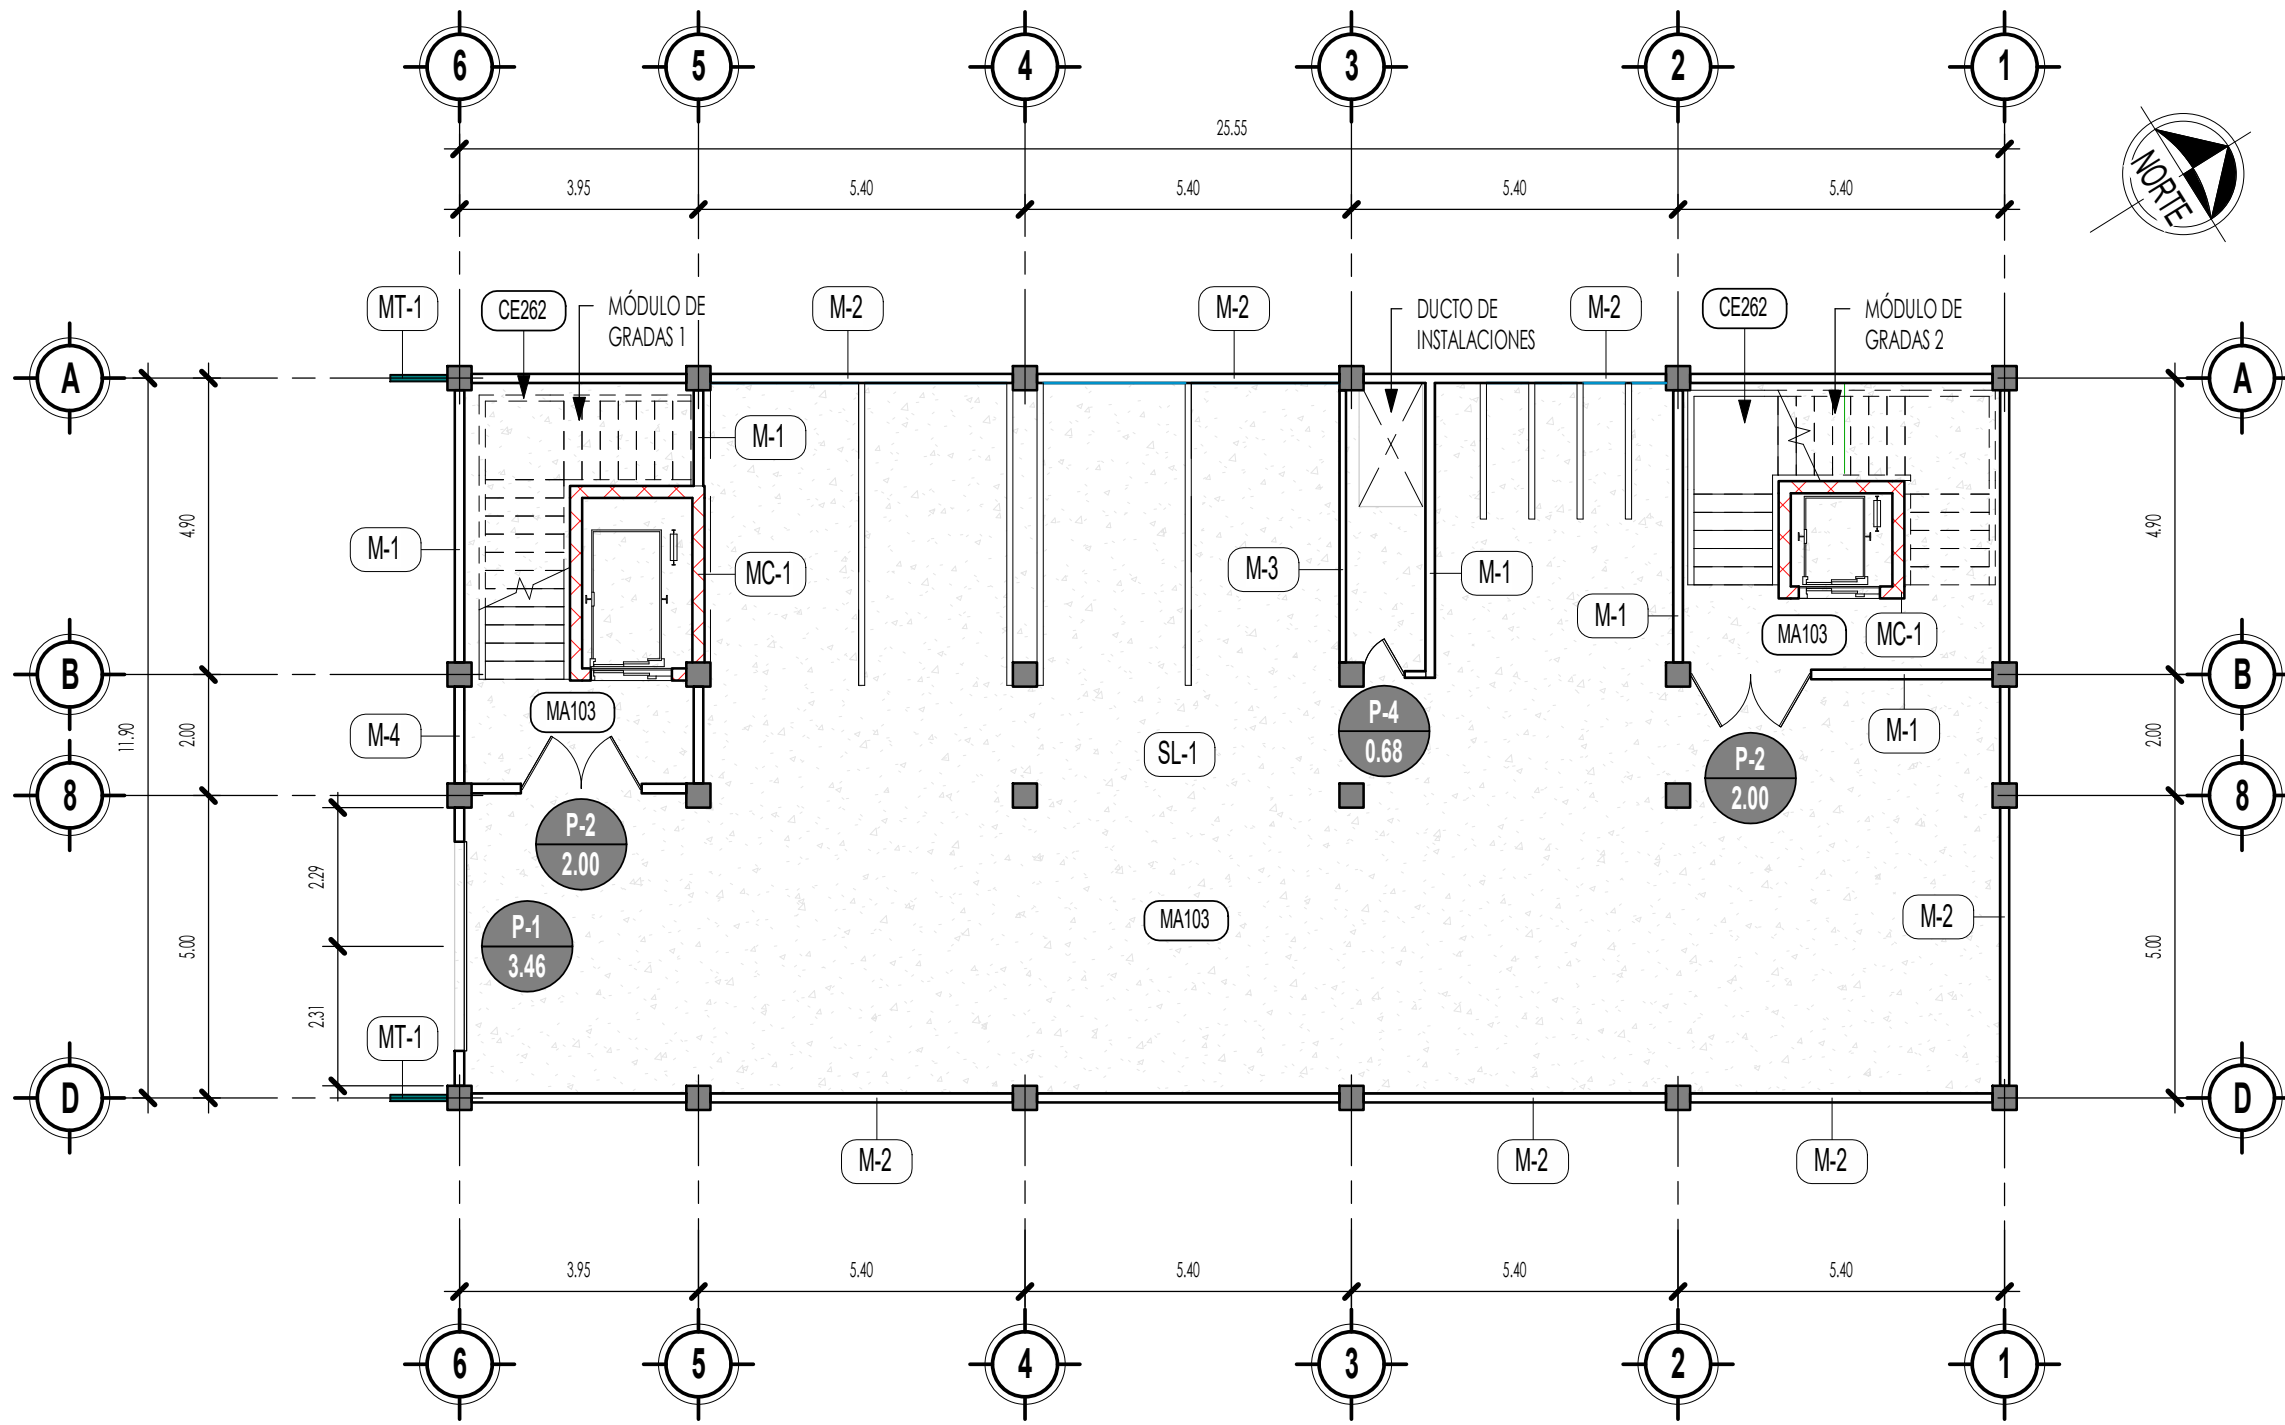 6 5 4 3 2 1
25.55
3.95 5.40 5.40 5.40 5.40
NORTE
MT-1
CE262
MÓDULO DE
GRADAS 1
M-2
M-2
DUCTO DE
INSTALACIONES
M-2
CE262
MÓDULO DE
GRADAS 2
A
A
M-1
4.90
M-1
MC-1
M-3
M-1
M-1
MA103
MC-1
4.90
B
B
11.90
2.00
M-4
MA103
SL-1
P-4
0.68
P-2
2.00
M-1
2.00
8
8
P-2
2.00
2.29
5.00
P-1
3.46
MA103
M-2
5.00
2.31
MT-1
D
D
M-2
M-2
M-2
3.95 5.40 5.40 5.40 5.40
6 5 4 3 2 1